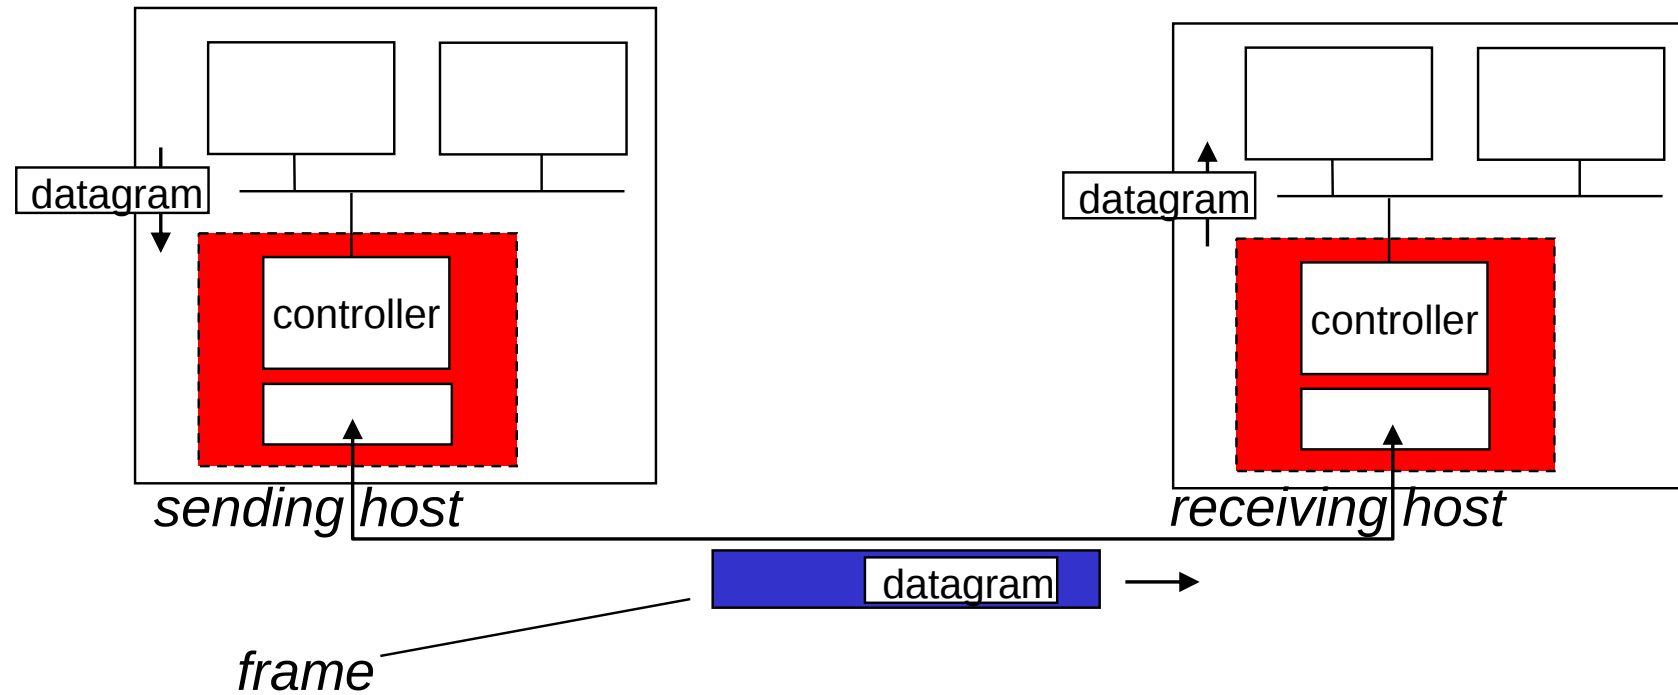 datagram
datagram
controller
controller
sending host
receiving host
datagram
frame